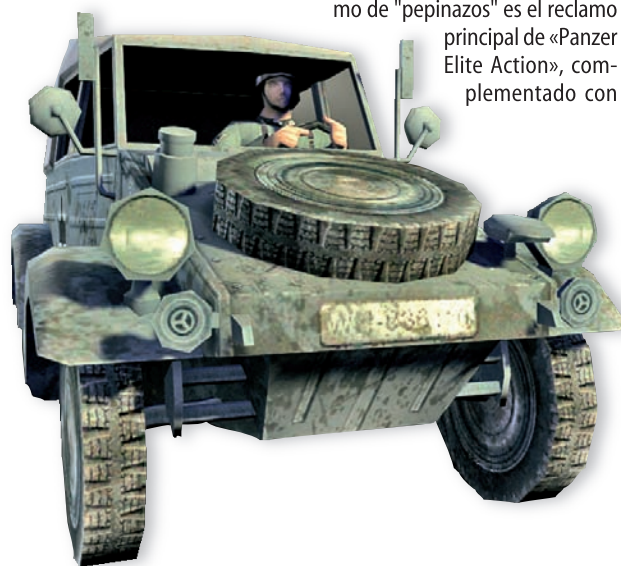 mo de "pepinazos" es el reclamo
principal de «Panzer
Elite Action», com-
plementado con